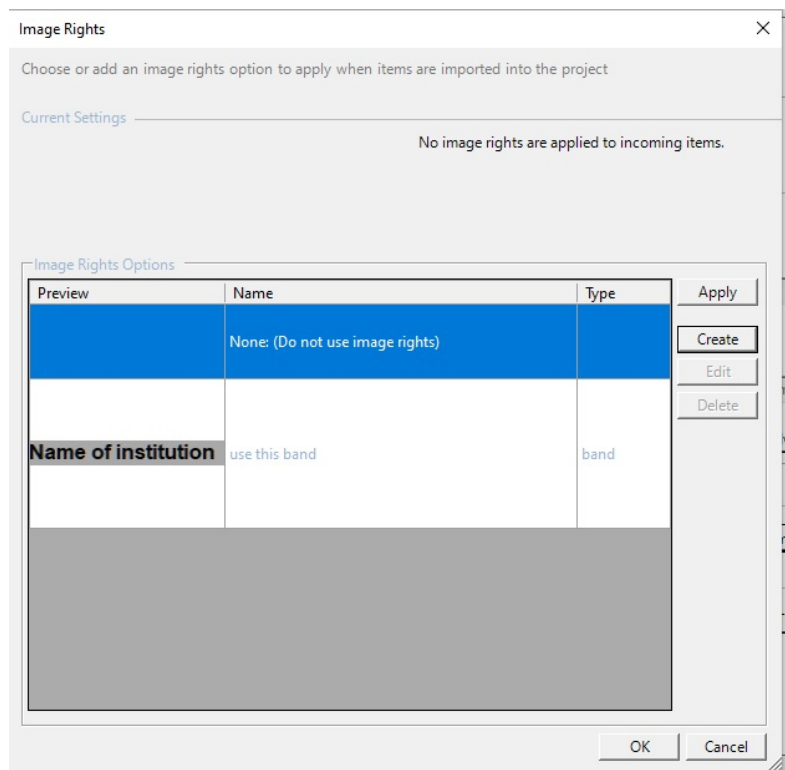 Image Rights
Choose or add an image rights option to apply when items are imported into the project
Current Settings
No image rights are applied to incoming items.
Image Rights Options
Preview Name Type
None: (Do not use image rights)
Name of institution use this band band
Apply
Create
Edit
Delete
OK Cancel